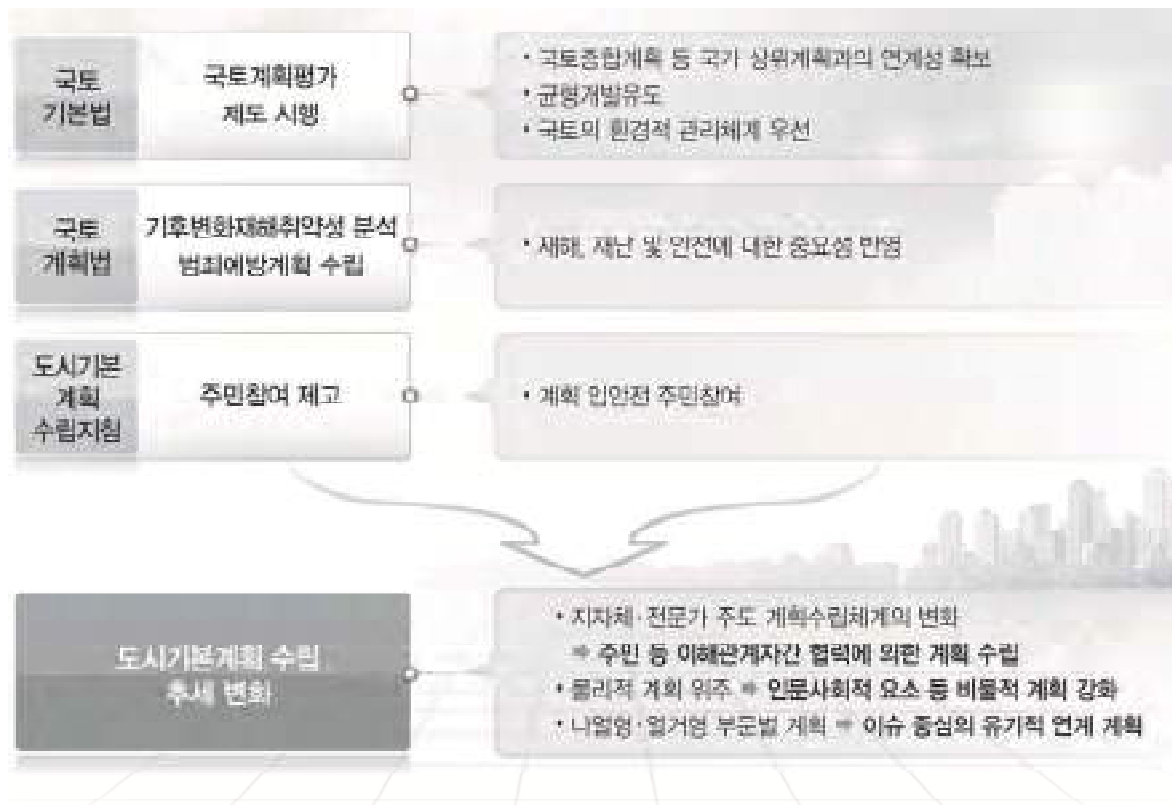 국토
기본법
국토계획평가
제도 시행
• 국토종합계획 등 국가 상위계획과의 연계성 확보
• 균형개발유도
• 국토의 환경적 관리체계 우선
국토
계획법
기후변화재해취약성 분석
범죄예방계획 수립
• 재해, 재난 및 안전에 대한 중요성 반영
도시기본
계획
수립지침
주민참여 제고
• 계획 입안전 주민참여
도시기본계획 수립
추세 변화
• 지자체·전문가 주도 계획수립체계의 변화
⇒ 주민 등 이해관계자간 협력에 의한 계획 수립
• 물리적 계획 위주 ⇒ 인문사회적 요소 등 비물적 계획 강화
• 나열형·열거형 부문별 계획 ⇒ 이슈 중심의 유기적 연계 계획